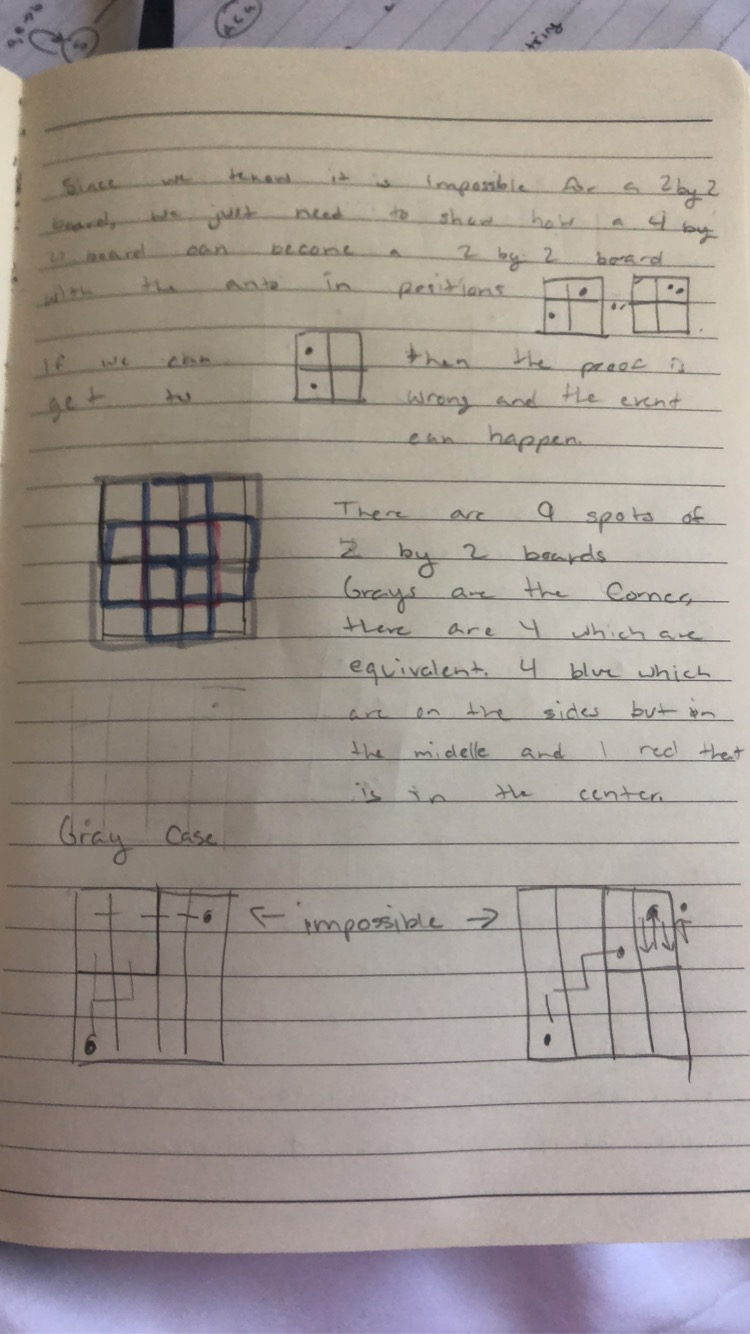 Since we know it is impossible for a 2 by 2
board, we just need to show how a 4 by
4 board can become a 2 by 2 board
with the ants in positions
If we can then the proof is
get to wrong and the event
can happen.
There are 9 spots of
2 by 2 boards
Grays are the Corner,
there are 4 which are
equivalent. 4 blue which
are on the sides but in
the midelle and 1 red that
is in the center.
Gray Case
← impossible →